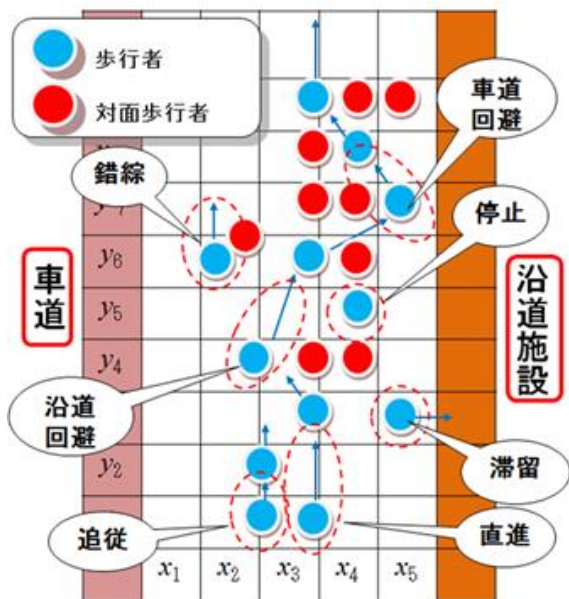 歩行者
対面歩行者
車道
回避
錯綜
停止
y6
車道
y5
沿道施設
y4
沿道
回避
滞留
y2
追従
直進
x1
x2
x3
x4
x5